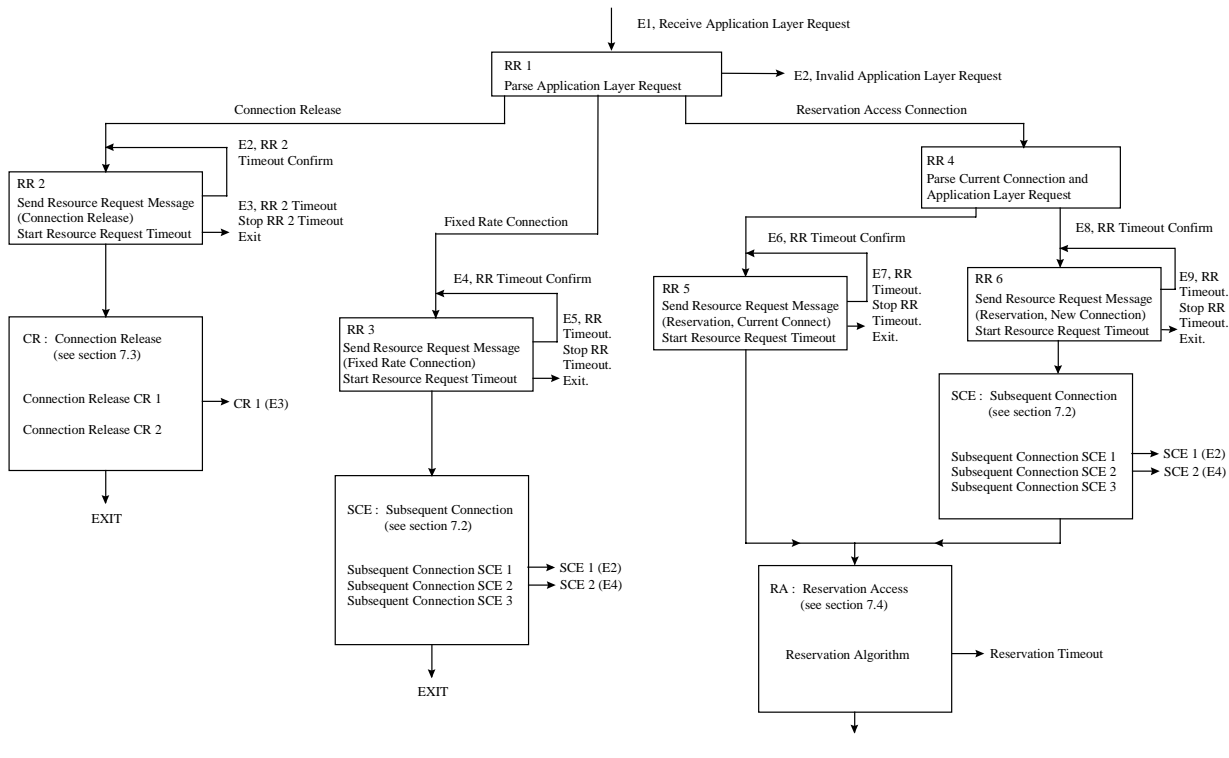 E1, Receive Application Layer Request
RR 1
Parse Application Layer Request
E2, Invalid Application Layer Request
Connection Release
Reservation Access Connection
E2, RR 2
Timeout Confirm
RR 2
Send Resource Request Message
(Connection Release)
Start Resource Request Timeout
E3, RR 2 Timeout
Stop RR 2 Timeout
Exit
Fixed Rate Connection
RR 4
Parse Current Connection and
Application Layer Request
E6, RR Timeout Confirm
E8, RR Timeout Confirm
E4, RR Timeout Confirm
RR 5
Send Resource Request Message
(Reservation, Current Connect)
Start Resource Request Timeout
E7, RR
Timeout.
Stop RR
Timeout.
Exit.
RR 6
Send Resource Request Message
(Reservation, New Connection)
Start Resource Request Timeout
E9, RR
Timeout.
Stop RR
Timeout.
Exit.
RR 3
Send Resource Request Message
(Fixed Rate Connection)
Start Resource Request Timeout
E5, RR
Timeout.
Stop RR
Timeout.
Exit.
CR : Connection Release
(see section 7.3)
Connection Release CR 1
Connection Release CR 2
CR 1 (E3)
EXIT
SCE : Subsequent Connection
(see section 7.2)
Subsequent Connection SCE 1
Subsequent Connection SCE 2
Subsequent Connection SCE 3
SCE 1 (E2)
SCE 2 (E4)
SCE : Subsequent Connection
(see section 7.2)
Subsequent Connection SCE 1
Subsequent Connection SCE 2
Subsequent Connection SCE 3
SCE 1 (E2)
SCE 2 (E4)
EXIT
RA : Reservation Access
(see section 7.4)
Reservation Algorithm
Reservation Timeout